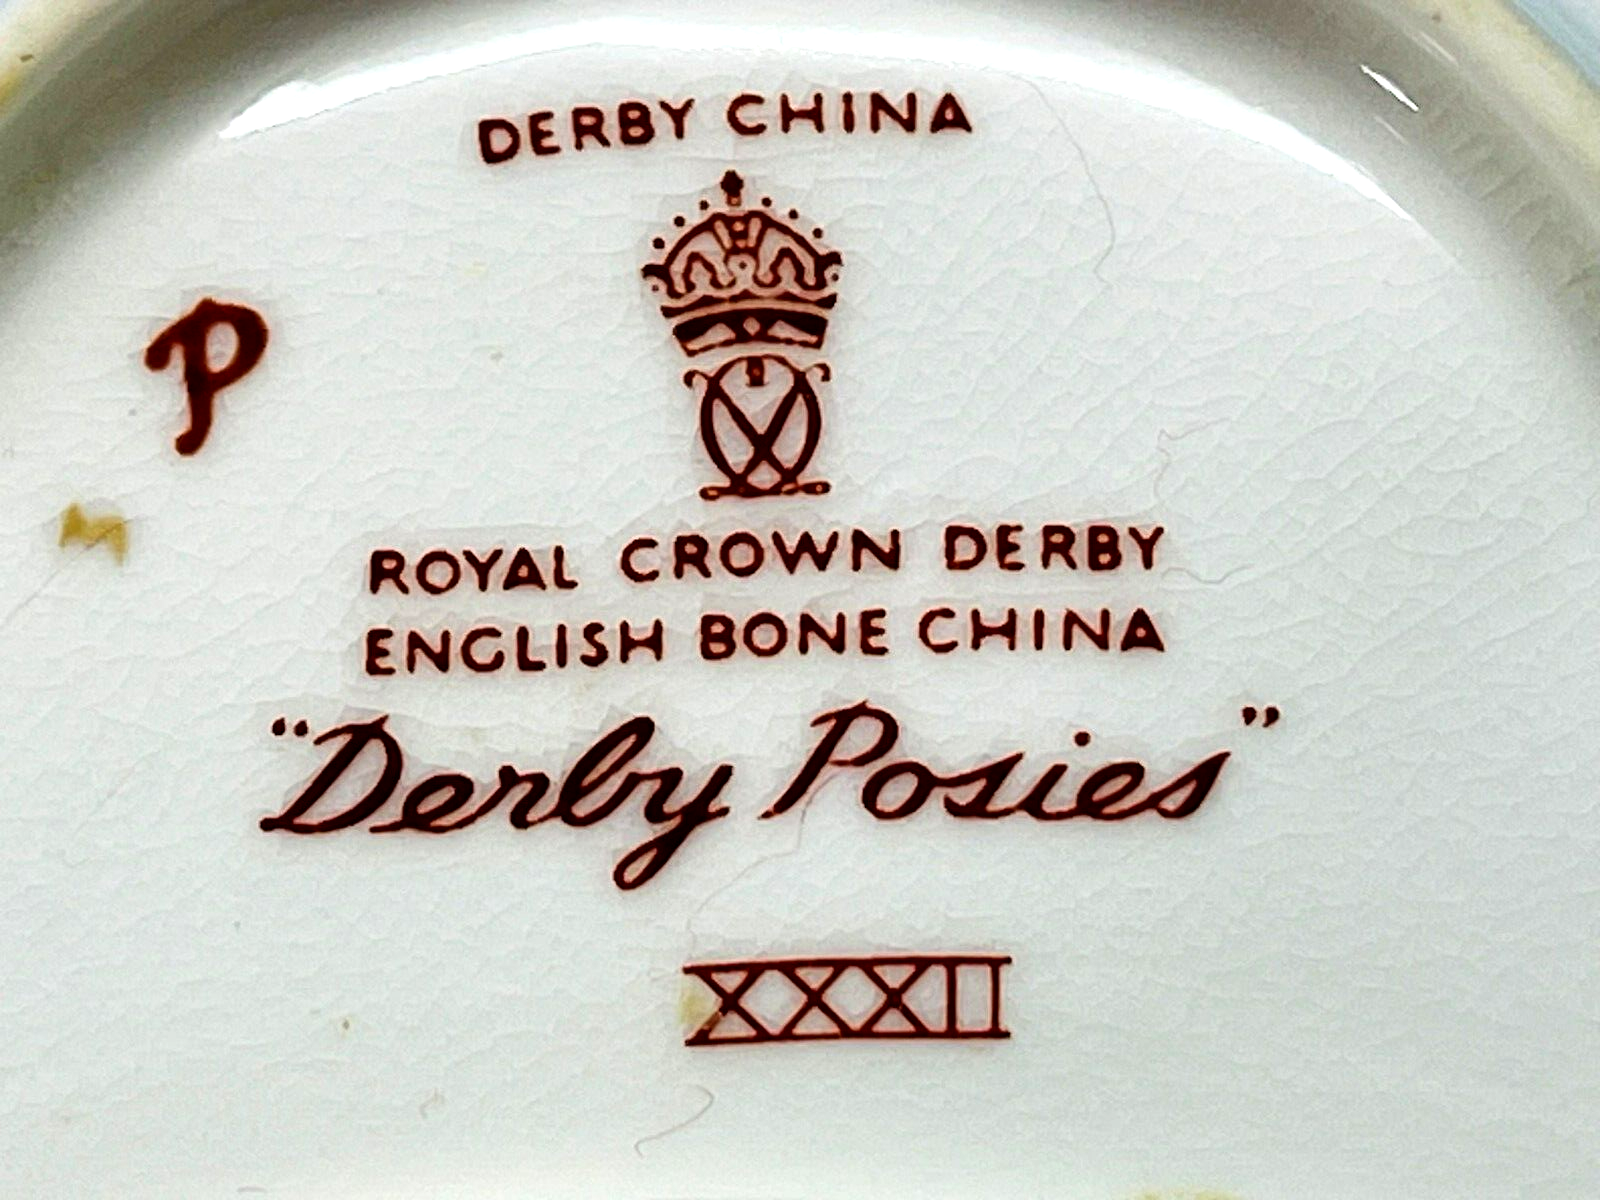 DERBY CHINA
P
ROYAL CROWN DERBY
ENGLISH BONE CHINA
"Derby Posies"
XXXII